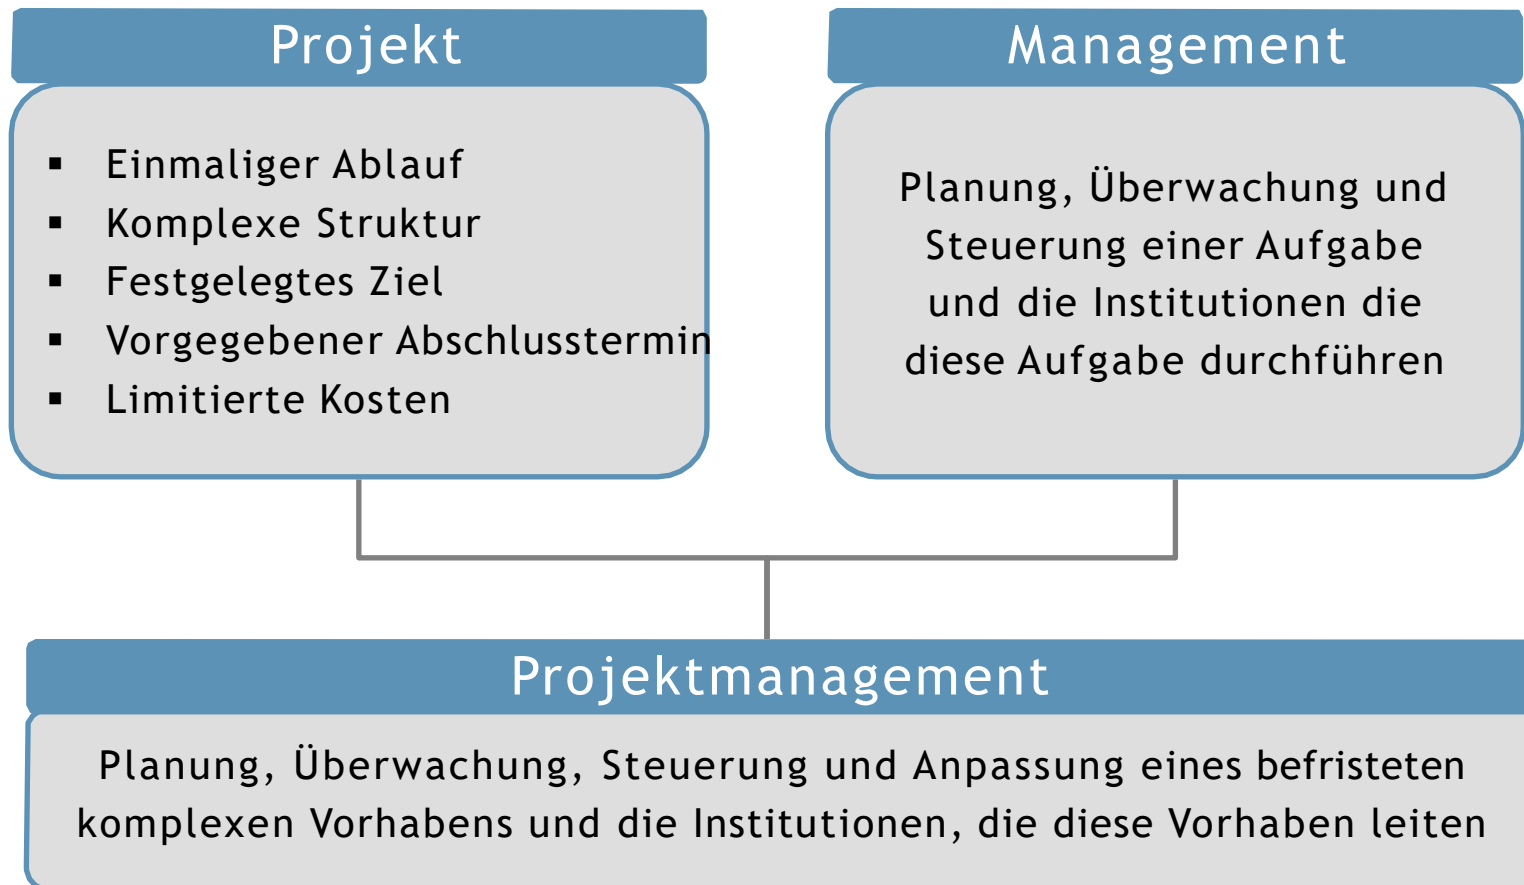 Projekt
▪ Einmaliger Ablauf
▪ Komplexe Struktur
▪ Festgelegtes Ziel
▪ Vorgegebener Abschlusstermin
▪ Limitierte Kosten
Management
Planung, Überwachung und
Steuerung einer Aufgabe
und die Institutionen die
diese Aufgabe durchführen
Projektmanagement
Planung, Überwachung, Steuerung und Anpassung eines befristeten
komplexen Vorhabens und die Institutionen, die diese Vorhaben leiten